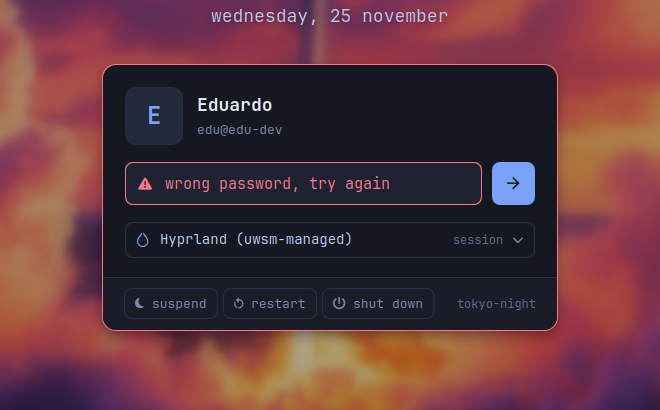 wednesday, 25 november
E
Eduardo
edu@edu-dev
wrong password, try again
Hyprland (uwsm-managed) session
suspend restart shut down tokyo-night